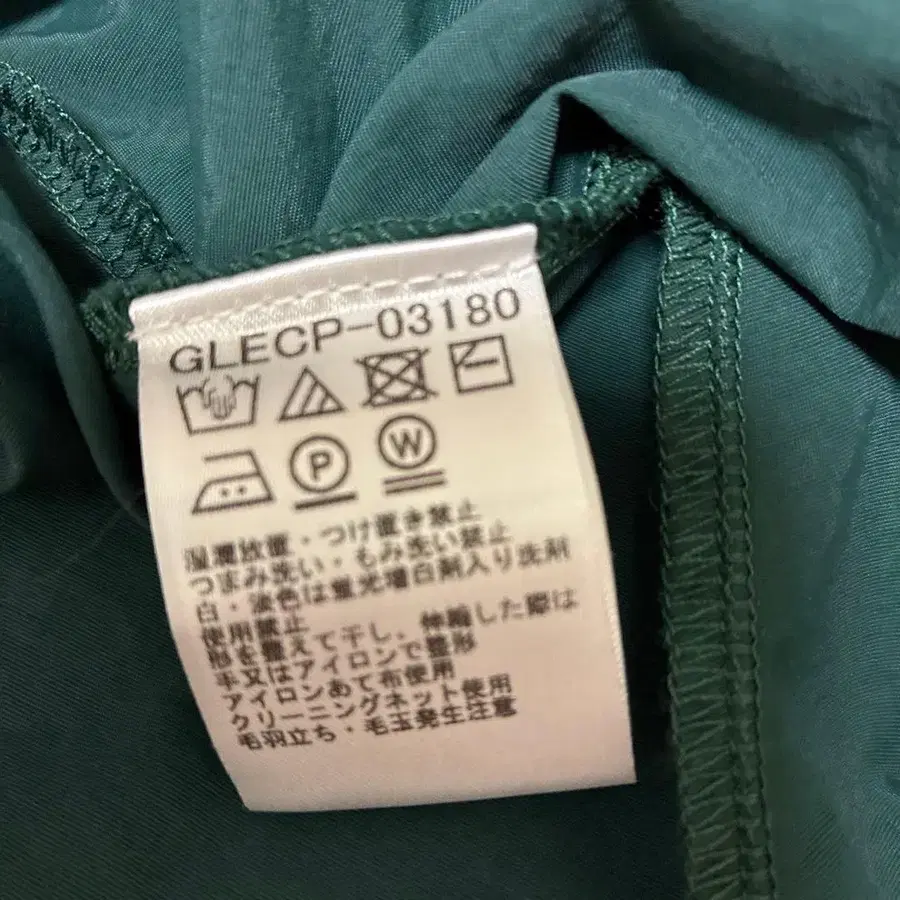 GLECP-03180
P W
湿潤放置・つけ置き禁止
つまみ洗い・もみ洗い禁止
白・淡色は蛍光増白剤入り洗剤
使用禁止
形を整えて干し、伸縮した際は
手又はアイロンで整形
アイロンあて布使用
クリーニングネット使用
毛羽立ち・毛玉発生注意